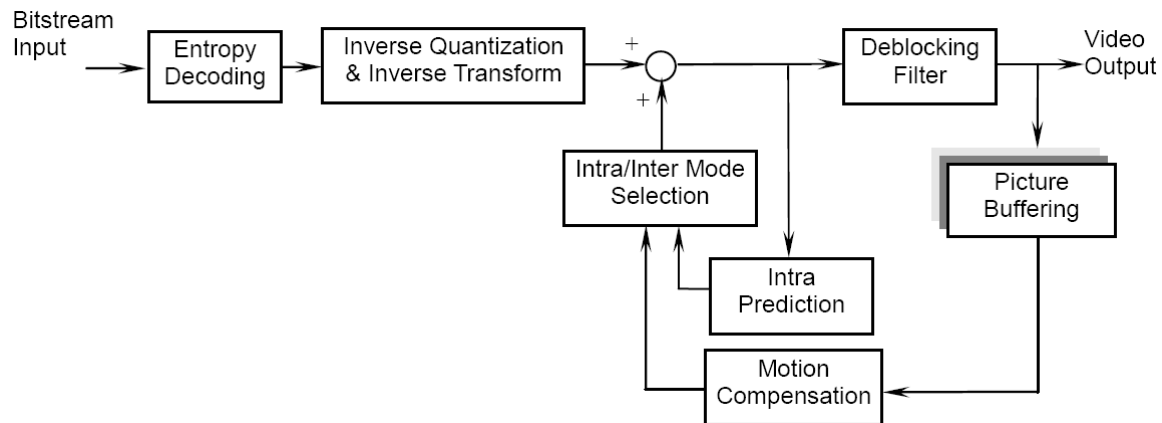 Bitstream
Input
Entropy
Decoding
Inverse Quantization
& Inverse Transform
+
+
Deblocking
Filter
Video
Output
Intra/Inter Mode
Selection
Picture
Buffering
Intra
Prediction
Motion
Compensation